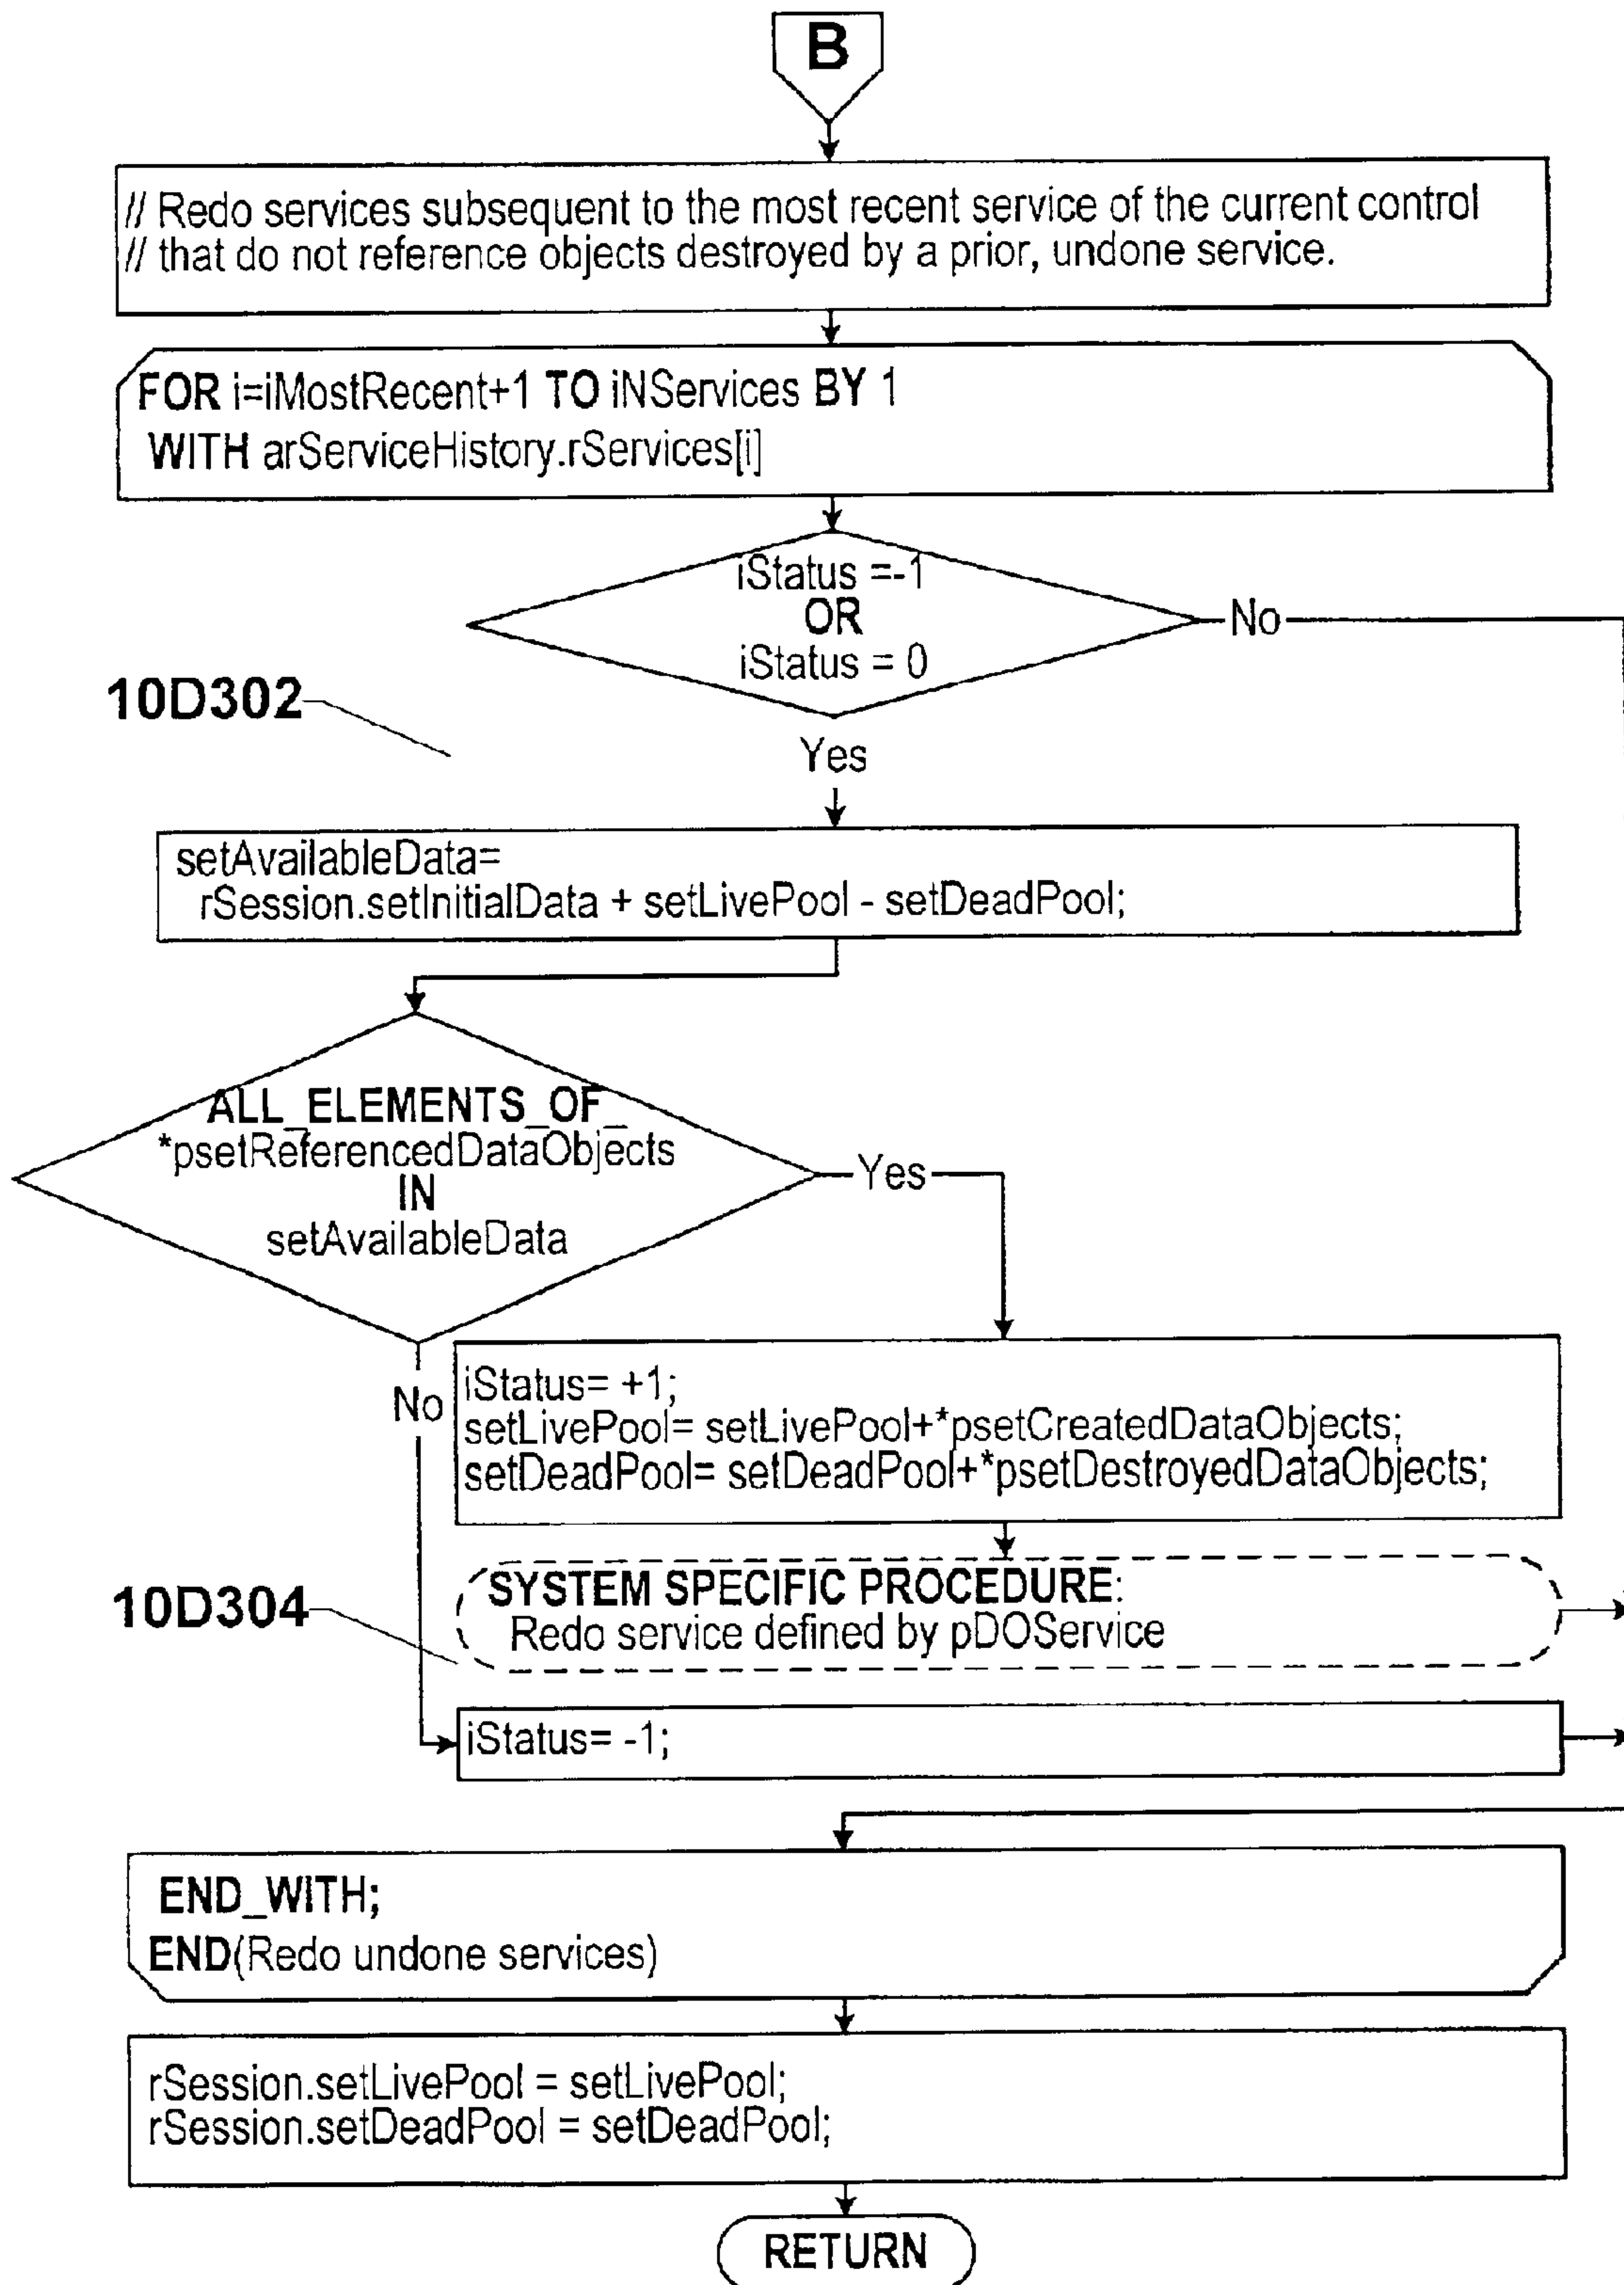 B
// Redo services subsequent to the most recent service of the current control
// that do not reference objects destroyed by a prior, undone service.
FOR i=iMostRecent+1 TO iNServices BY 1
WITH arServiceHistory.rServices[i]
iStatus =-1
OR
iStatus = 0
No
10D302
Yes
setAvailableData=
rSession.setInitialData + setLivePool - setDeadPool;
ALL_ELEMENTS_OF_
*psetReferencedDataObjects
IN
setAvailableData
Yes
No
iStatus= +1;
setLivePool= setLivePool+*psetCreatedDataObjects;
setDeadPool= setDeadPool+*psetDestroyedDataObjects;
10D304
SYSTEM SPECIFIC PROCEDURE:
Redo service defined by pDOService
iStatus= -1;
END_WITH;
END(Redo undone services)
rSession.setLivePool = setLivePool;
rSession.setDeadPool = setDeadPool;
RETURN